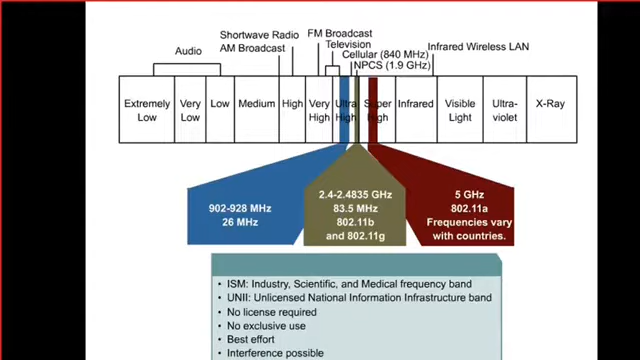 Shortwave Radio
FM Broadcast
Audio
AM Broadcast
Television
Cellular (840 MHz)
Infrared Wireless LAN
NPCS (1.9 GHz)
Extremely
Low
Very
Low
Low
Medium
High
Very
High
Ultra
High
Super
High
Infrared
Visible
Light
Ultra-
violet
X-Ray
902-928 MHz
26 MHz
2.4-2.4835 GHz
83.5 MHz
802.11b
and 802.11g
5 GHz
802.11a
Frequencies vary
with countries.
• ISM: Industry, Scientific, and Medical frequency band
• UNII: Unlicensed National Information Infrastructure band
• No license required
• No exclusive use
• Best effort
• Interference possible